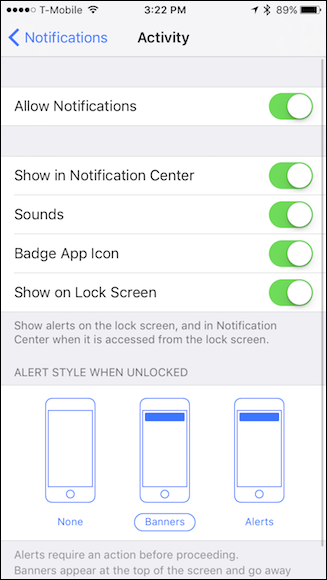 T-Mobile 3:22 PM 89%
Notifications Activity
Allow Notifications
Show in Notification Center
Sounds
Badge App Icon
Show on Lock Screen
Show alerts on the lock screen, and in Notification
Center when it is accessed from the lock screen.
ALERT STYLE WHEN UNLOCKED
None Banners Alerts
Alerts require an action before proceeding.
Banners appear at the top of the screen and go away